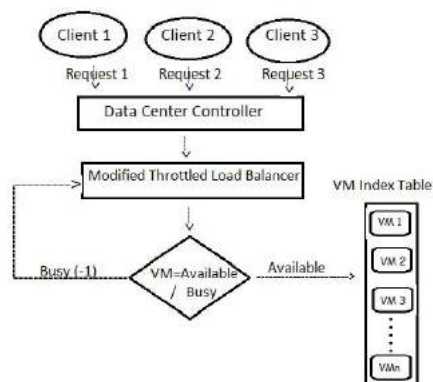 Client 1
Client 2
Client 3
Request 1
Request 2
Request 3
Data Center Controller
Modified Throttled Load Balancer
VM Index Table
VM 1
VM 2
VM 3
VMn
Busy (-1)
VM=Available
/ Busy
Available